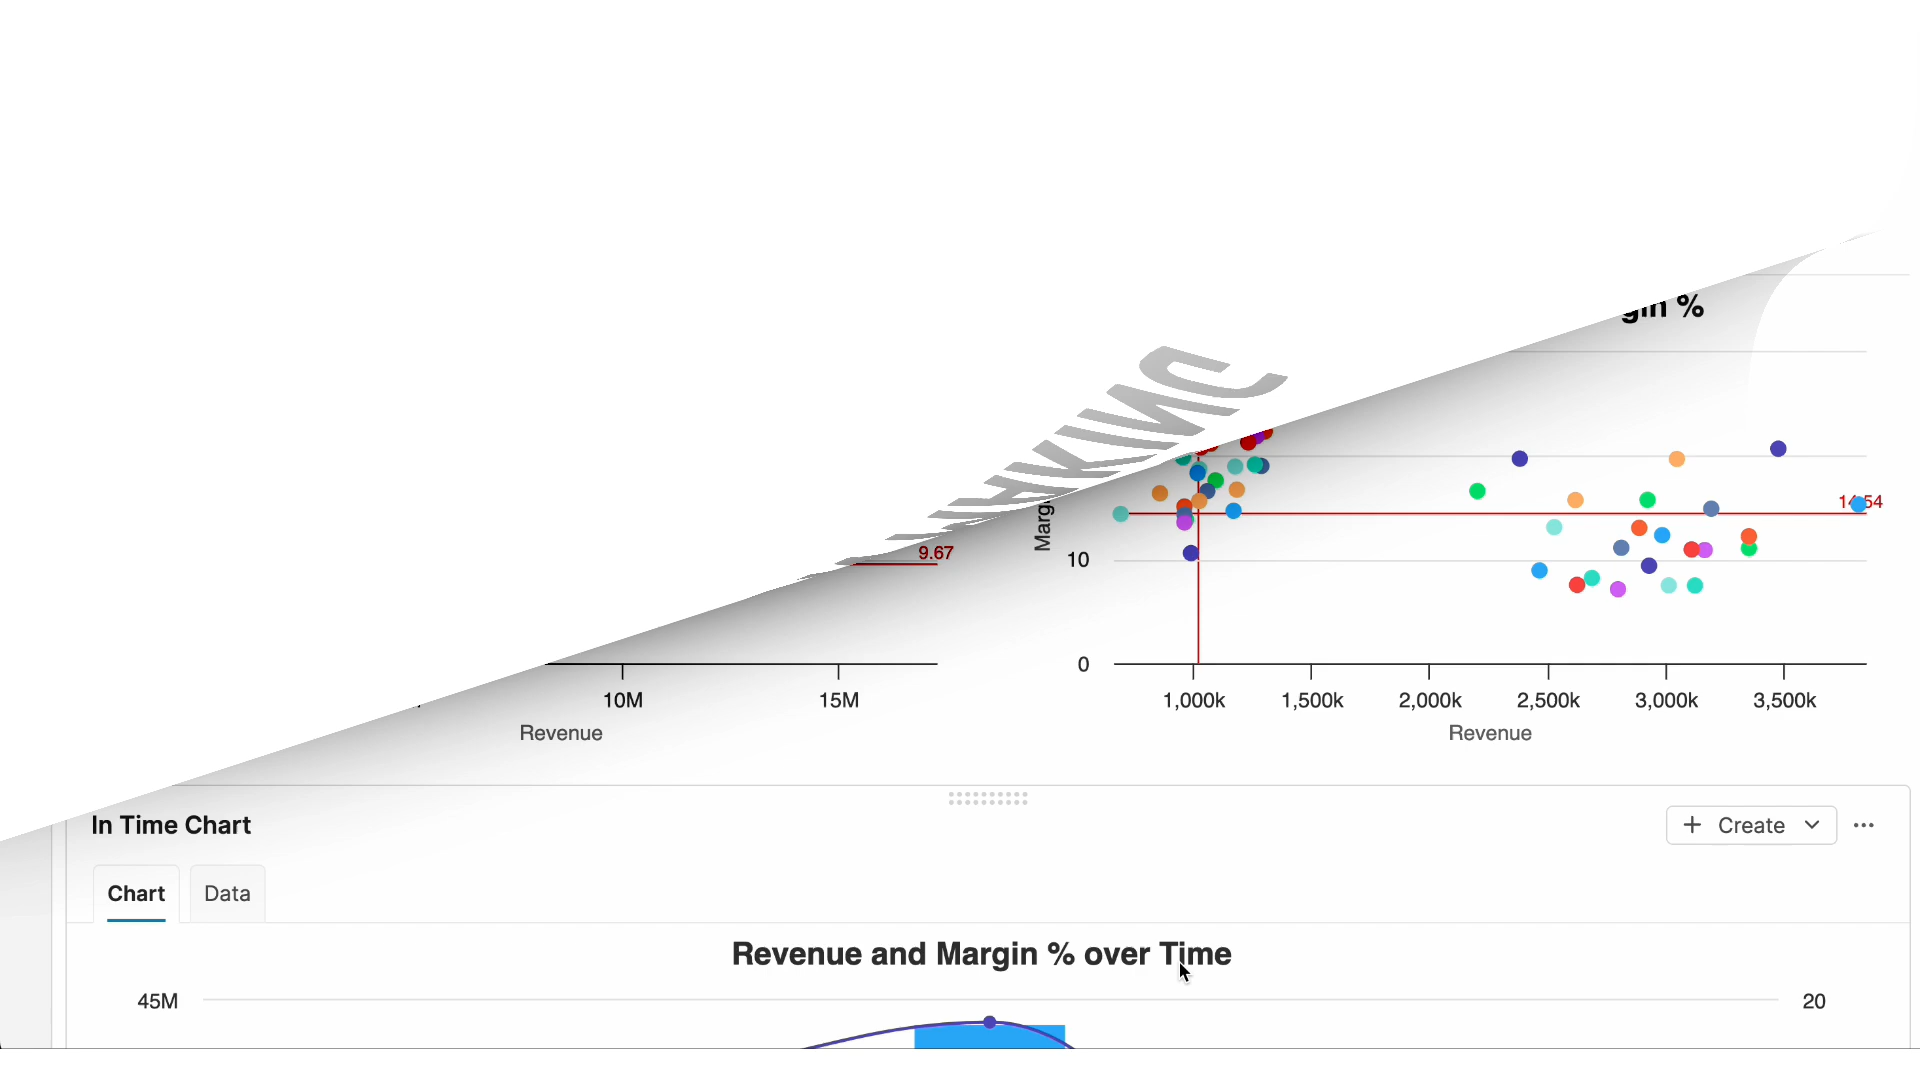 gin %
14.54
9.67
10
0
10M 15M
1,000k 1,500k 2,000k 2,500k 3,000k 3,500k
Revenue Revenue
In Time Chart
Create
Chart Data
Revenue and Margin % over Time
45M 20